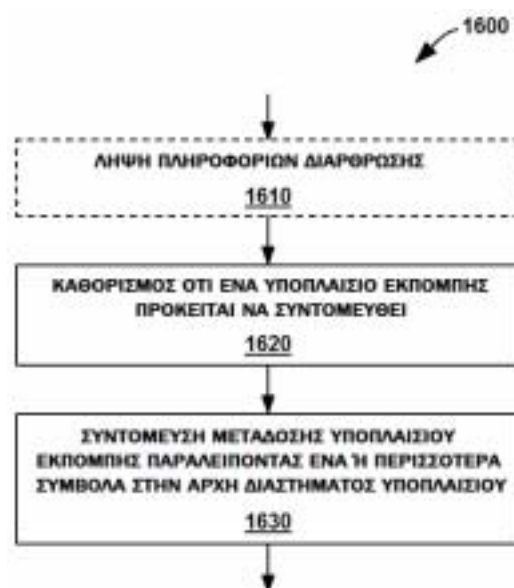 1600
ΛΗΨΗ ΠΛΗΡΟΦΟΡΙΩΝ ΔΙΑΡΘΡΩΣΗΣ
1610
ΚΑΘΟΡΙΣΜΟΣ ΟΤΙ ΕΝΑ ΥΠΟΠΛΑΙΣΙΟ ΕΚΠΟΜΠΗΣ
ΠΡΟΚΕΙΤΑΙ ΝΑ ΣΥΝΤΟΜΕΥΘΕΙ
1620
ΣΥΝΤΟΜΕΥΣΗ ΜΕΤΑΔΟΣΗΣ ΥΠΟΠΛΑΙΣΙΟΥ
ΕΚΠΟΜΠΗΣ ΠΑΡΑΛΕΙΠΟΝΤΑΣ ΕΝΑ Ή ΠΕΡΙΣΣΟΤΕΡΑ
ΣΥΜΒΟΛΑ ΣΤΗΝ ΑΡΧΗ ΔΙΑΣΤΗΜΑΤΟΣ ΥΠΟΠΛΑΙΣΙΟΥ
1630